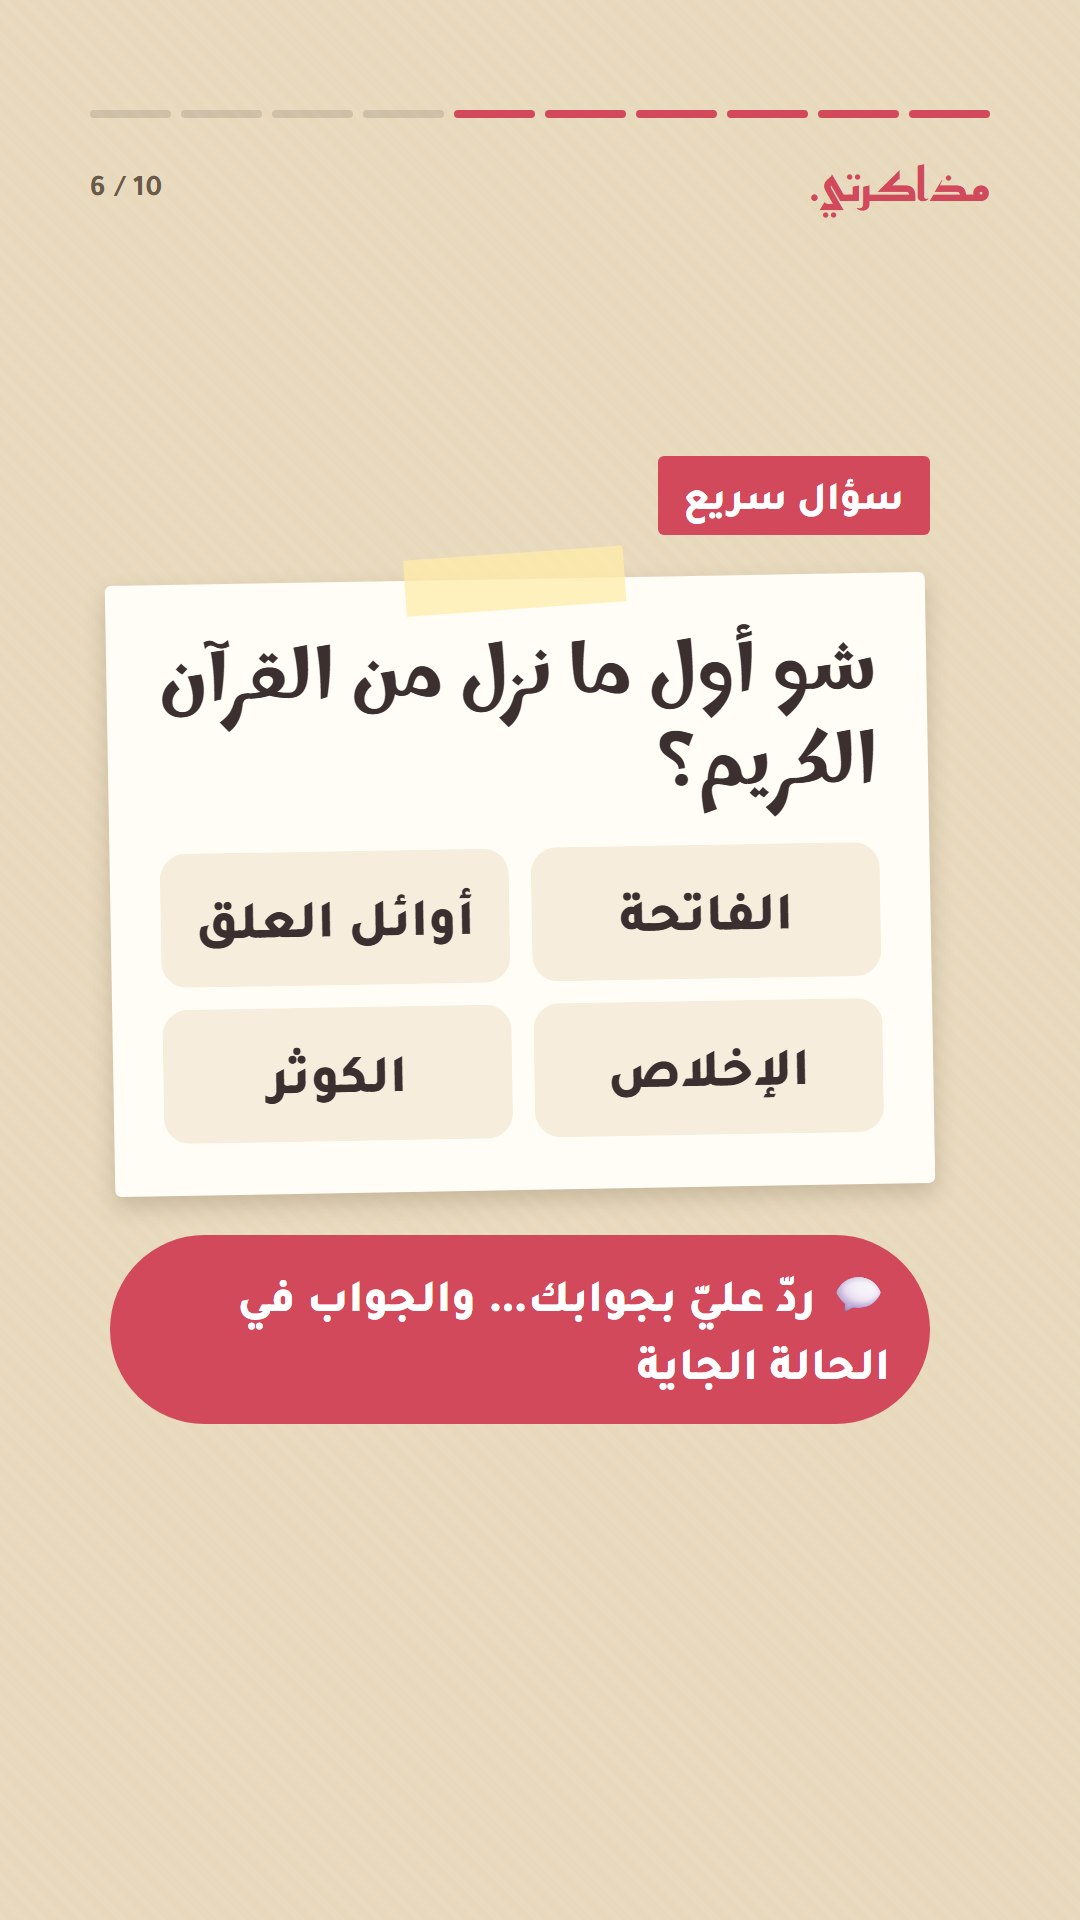 مذاكرتي.
6 / 10
سؤال سريع
شو أول ما نزل من القرآن
الكريم؟
الفاتحة
أوائل العلق
الإخلاص
الكوثر
💬 ردّ عليّ بجوابك... والجواب في
الحالة الجاية